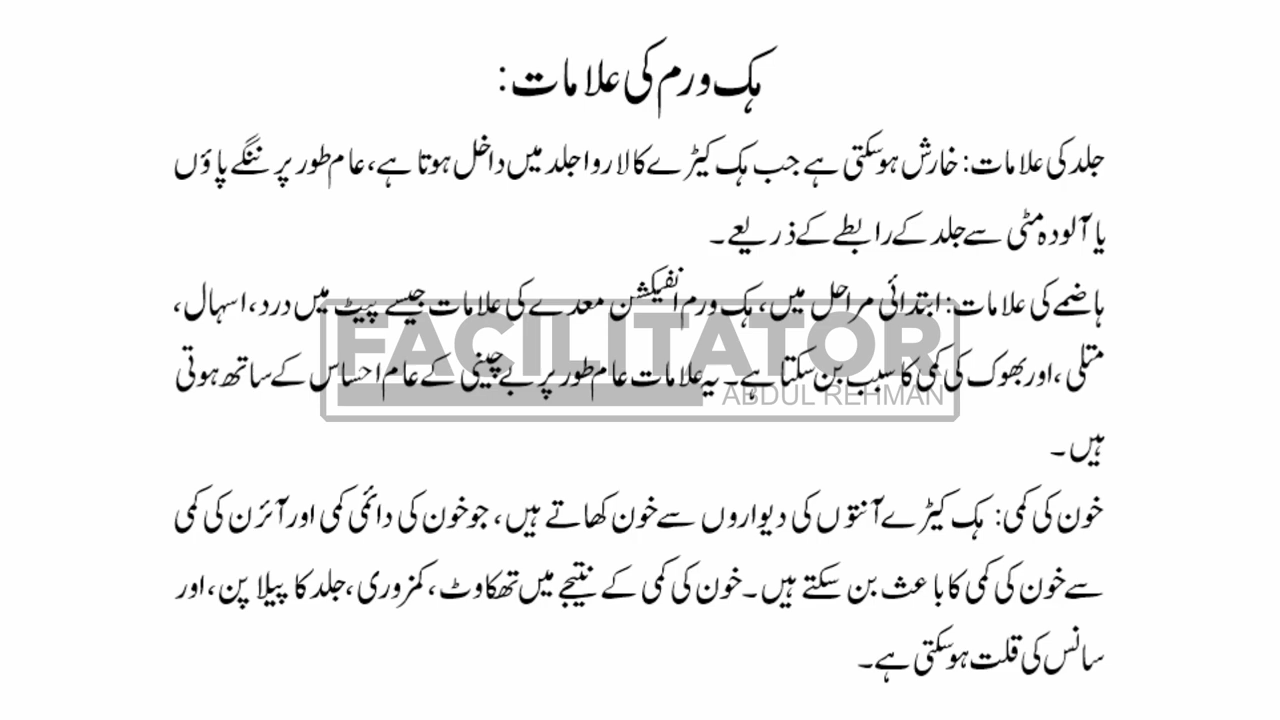 ہک ورم کی علامات:
جلد کی علامات: خارش ہو سکتی ہے جب ہک کیڑے کا لاروا جلد میں داخل ہوتا ہے، عام طور پر ننگے پاؤں
یا آلودہ مٹی سے جلد کے رابطے کے ذریعے۔
ہاضمے کی علامات: ابتدائی مراحل میں، ہک ورم انفیکشن معدے کی علامات جیسے پیٹ میں درد، اسہال،
متلی، اور بھوک کی کمی کا سبب بن سکتا ہے۔ یہ علامات عام طور پر بے چینی کے عام احساس کے ساتھ ہوتی
ہیں۔
خون کی کمی: ہک کیڑے آنتوں کی دیواروں سے خون کھاتے ہیں، جو خون کی دائمی کمی اور آئرن کی کمی
سے خون کی کمی کا باعث بن سکتے ہیں۔ خون کی کمی کے نتیجے میں تھکاوٹ، کمزوری، جلد کا پیلا پن، اور
سانس کی قلت ہو سکتی ہے۔
FACILITATOR
ABDUL REHMAN